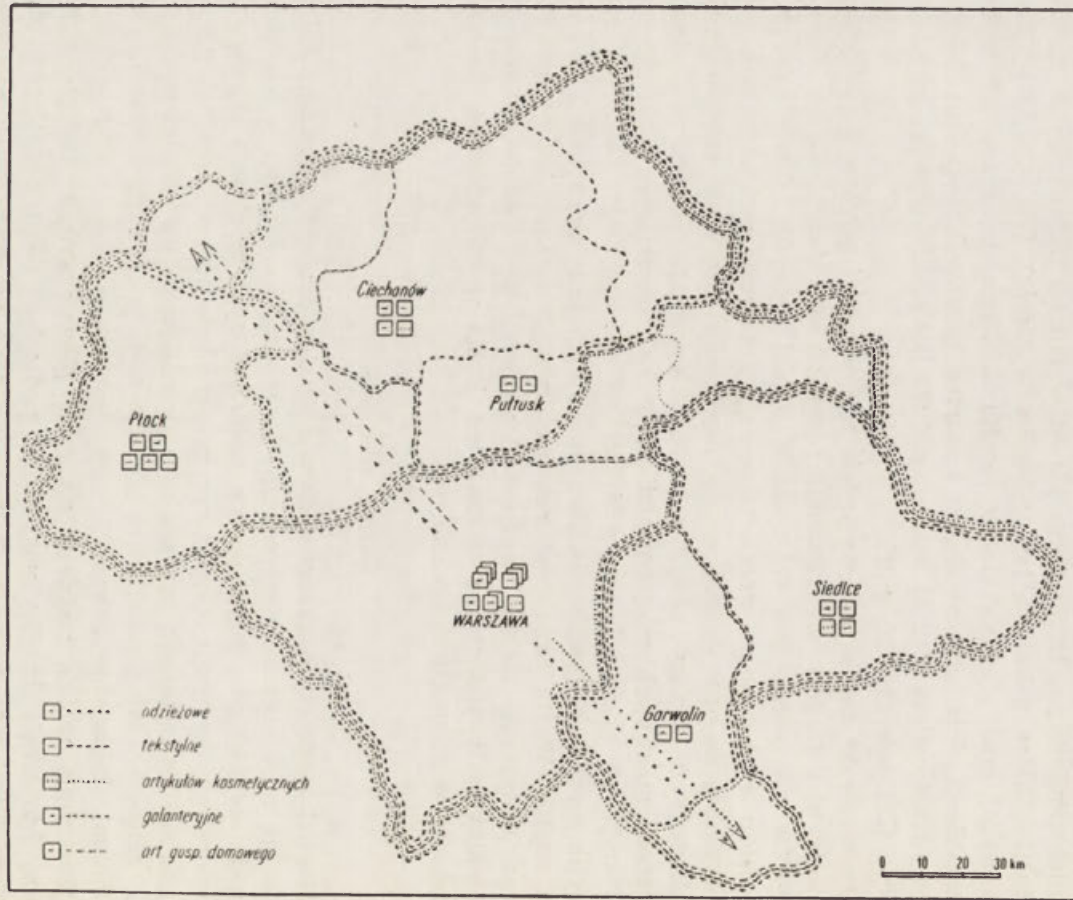 Ciechanów
Pułtusk
Płock
WARSZAWA
Siedlce
Garwolin
odzieżowe
tekstylne
artykułów kosmetycznych
galanteryjne
art. gosp. domowego
0 10 20 30 km